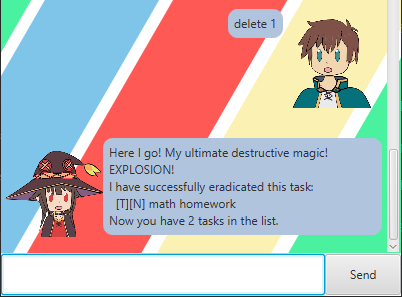 delete 1
Here I go! My ultimate destructive magic!
EXPLOSION!
I have successfully eradicated this task:
[T][N] math homework
Now you have 2 tasks in the list.
Send